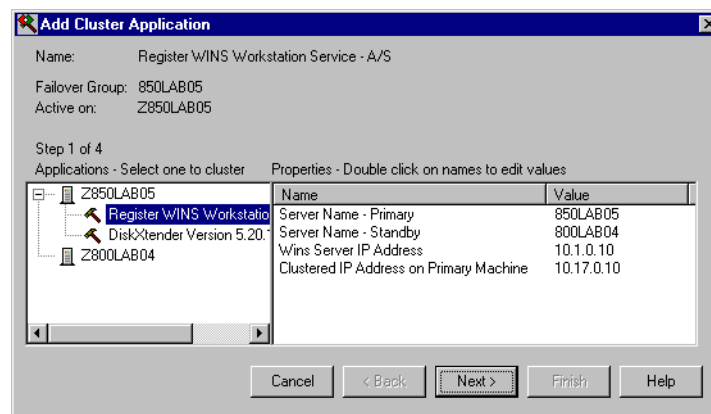 Add Cluster Application
Name: Register WINS Workstation Service - A/S
Failover Group: 850LAB05
Active on: Z850LAB05
Step 1 of 4
Applications - Select one to cluster Properties - Double click on names to edit values
Z850LAB05
Register WINS Workstatio
DiskXtender Version 5.20.
Z800LAB04
Name Value
Server Name - Primary 850LAB05
Server Name - Standby 800LAB04
Wins Server IP Address 10.1.0.10
Clustered IP Address on Primary Machine 10.17.0.10
Cancel < Back Next > Finish Help